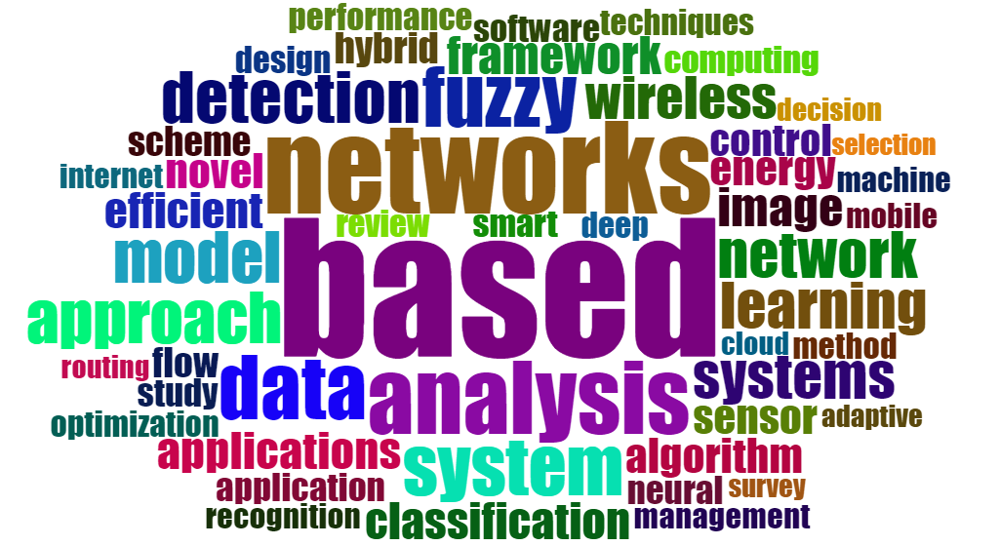 performance software techniques
design hybrid framework computing
detection fuzzy wireless decision
scheme networks control selection
internet novel energy machine
efficient review smart deep image mobile
model based network
approach learning
routing flow cloud method
study data analysis systems
optimization sensor adaptive
applications system algorithm
application neural survey
recognition classification management